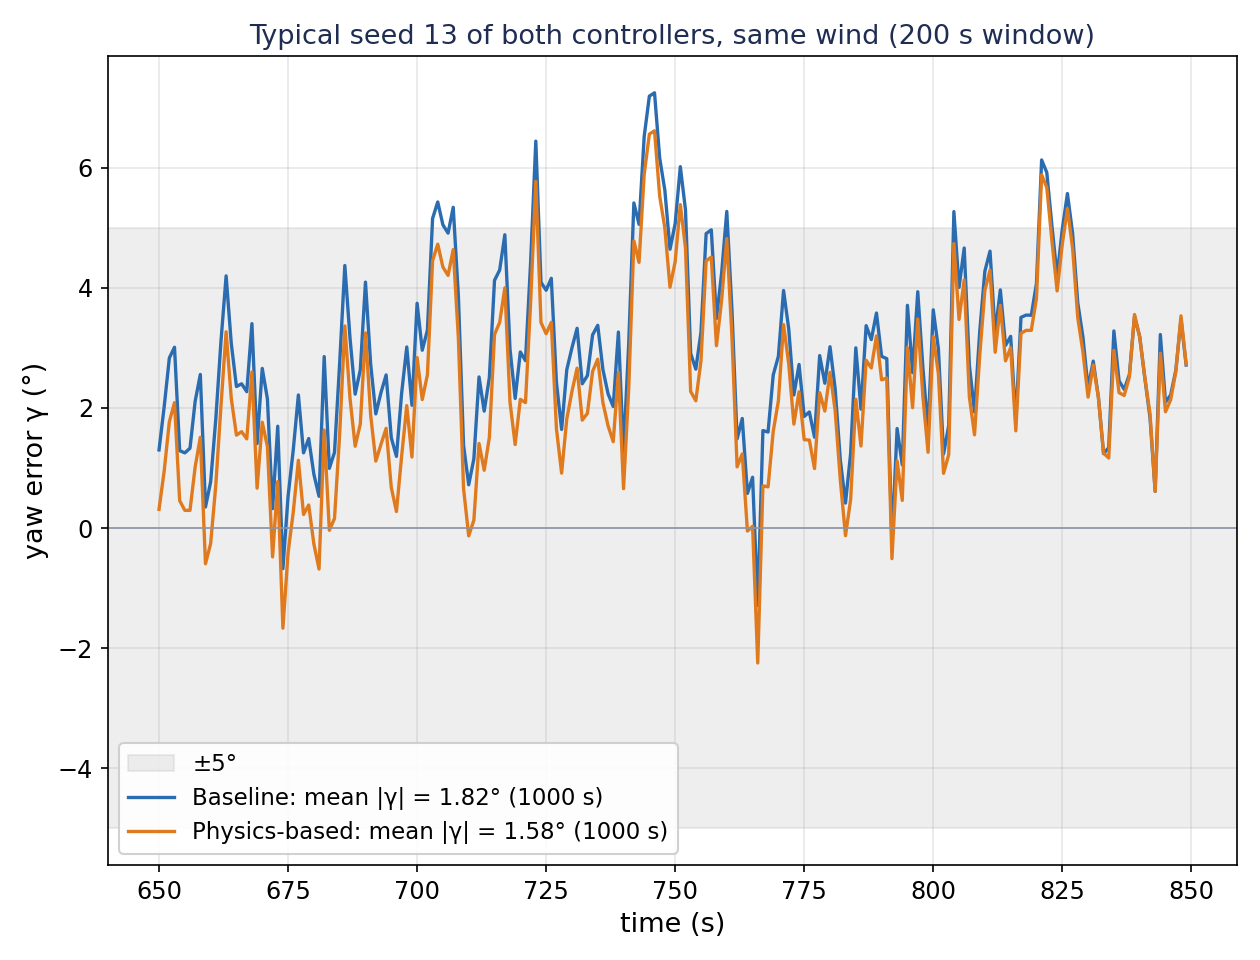 Typical seed 13 of both controllers, same wind (200 s window)
yaw error γ (°)
6
4
2
0
−2
−4
±5°
Baseline: mean |γ| = 1.82° (1000 s)
Physics-based: mean |γ| = 1.58° (1000 s)
650 675 700 725 750 775 800 825 850
time (s)